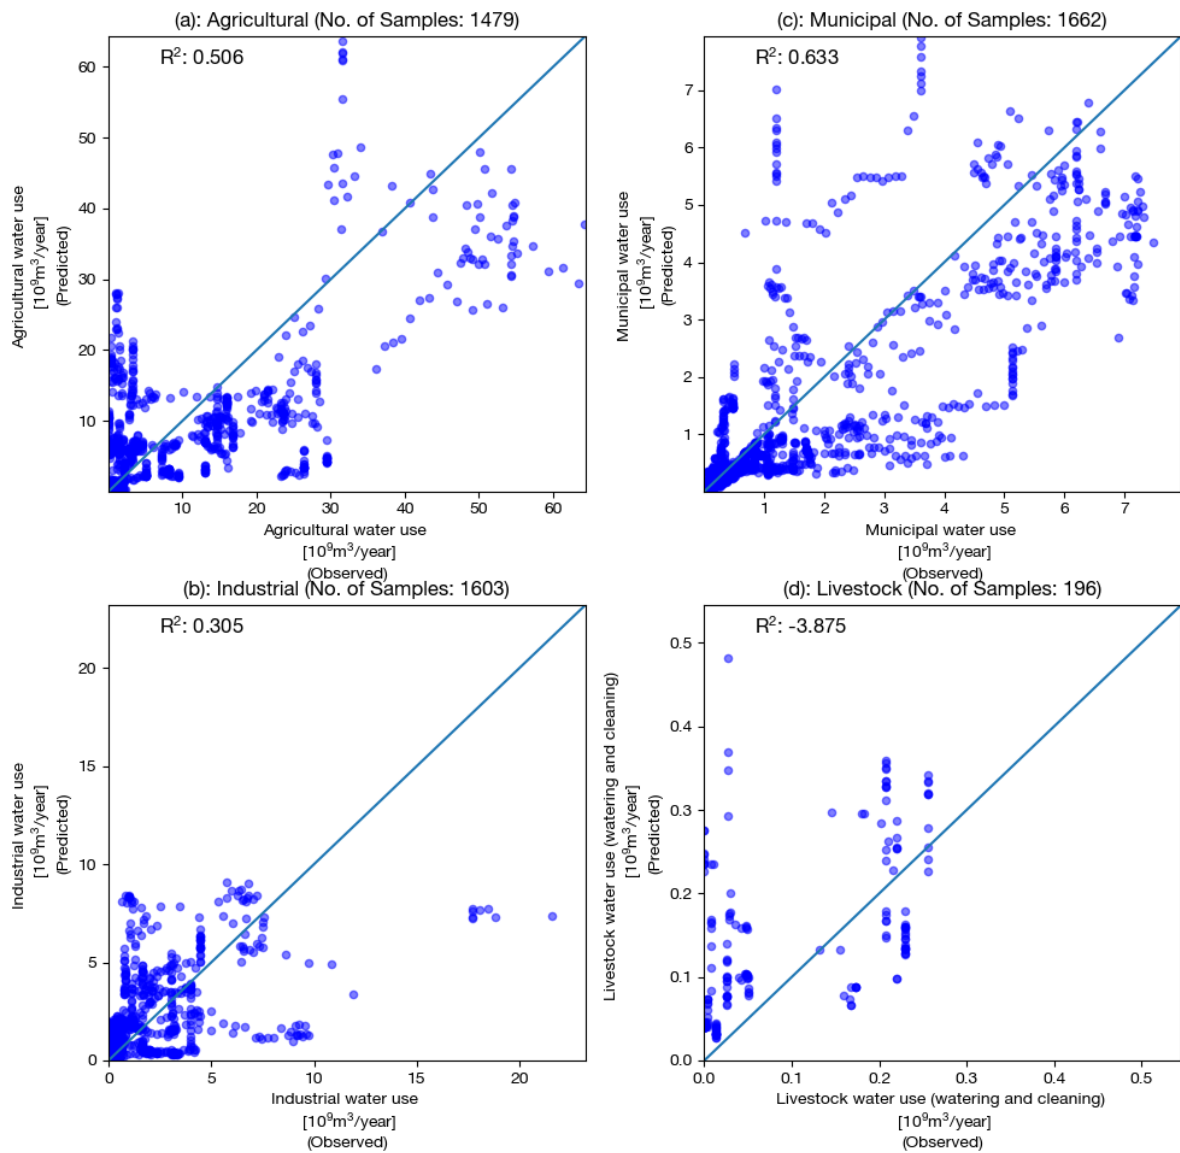 (a): Agricultural (No. of Samples: 1479)
R²: 0.506
60
50
40
30
20
10
Agricultural water use
[10⁹m³/year]
(Predicted)
10 20 30 40 50 60
Agricultural water use
[10⁹m³/year]
(Observed)
(c): Municipal (No. of Samples: 1662)
R²: 0.633
7
6
5
4
3
2
1
Municipal water use
[10⁹m³/year]
(Predicted)
1 2 3 4 5 6 7
Municipal water use
[10⁹m³/year]
(Observed)
(b): Industrial (No. of Samples: 1603)
R²: 0.305
20
15
10
5
0
Industrial water use
[10⁹m³/year]
(Predicted)
0 5 10 15 20
Industrial water use
[10⁹m³/year]
(Observed)
(d): Livestock (No. of Samples: 196)
R²: -3.875
0.5
0.4
0.3
0.2
0.1
0.0
Livestock water use (watering and cleaning)
[10⁹m³/year]
(Predicted)
0.0 0.1 0.2 0.3 0.4 0.5
Livestock water use (watering and cleaning)
[10⁹m³/year]
(Observed)